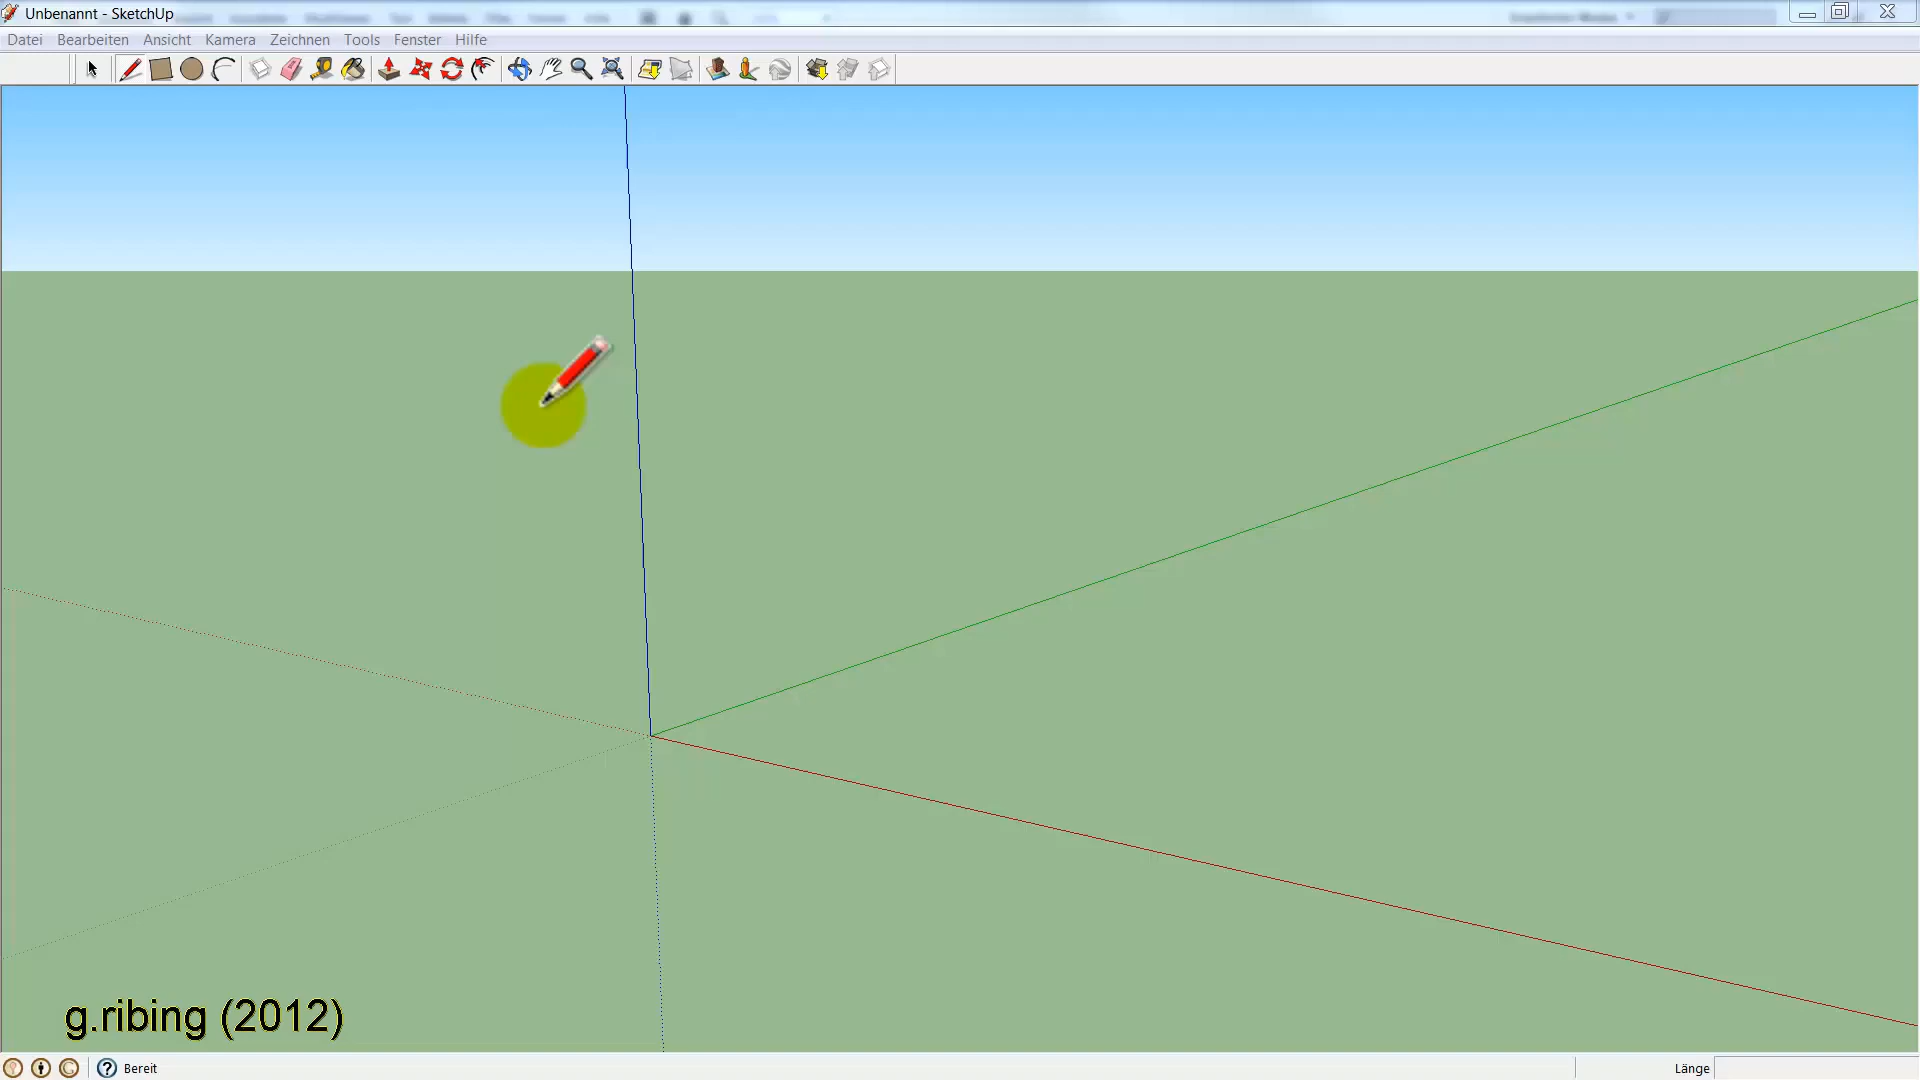 Unbenannt - SketchUp
Datei Bearbeiten Ansicht Kamera Zeichnen Tools Fenster Hilfe
g.ribing (2012)
Bereit
Länge